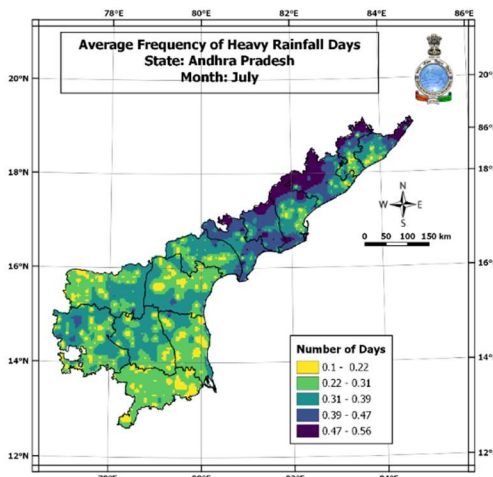 78°E 80°E 82°E 84°E 86°E
Average Frequency of Heavy Rainfall Days
State: Andhra Pradesh
Month: July
20°N
20°
86°
18°N
18°N
N
W E
S
0 50 100 150 km
16°N
16°N
Number of Days
0.1 - 0.22
0.22 - 0.31
0.31 - 0.39
0.39 - 0.47
0.47 - 0.56
14°N
14°N
12°N
12°N